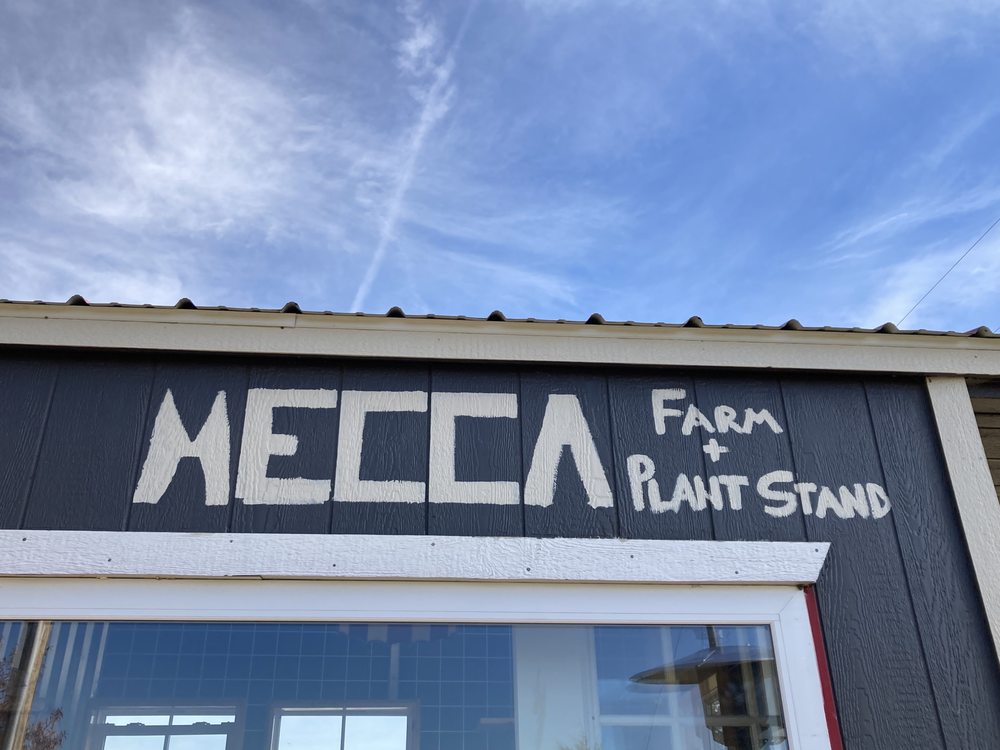 MECCA
FARM
+
PLANT STAND